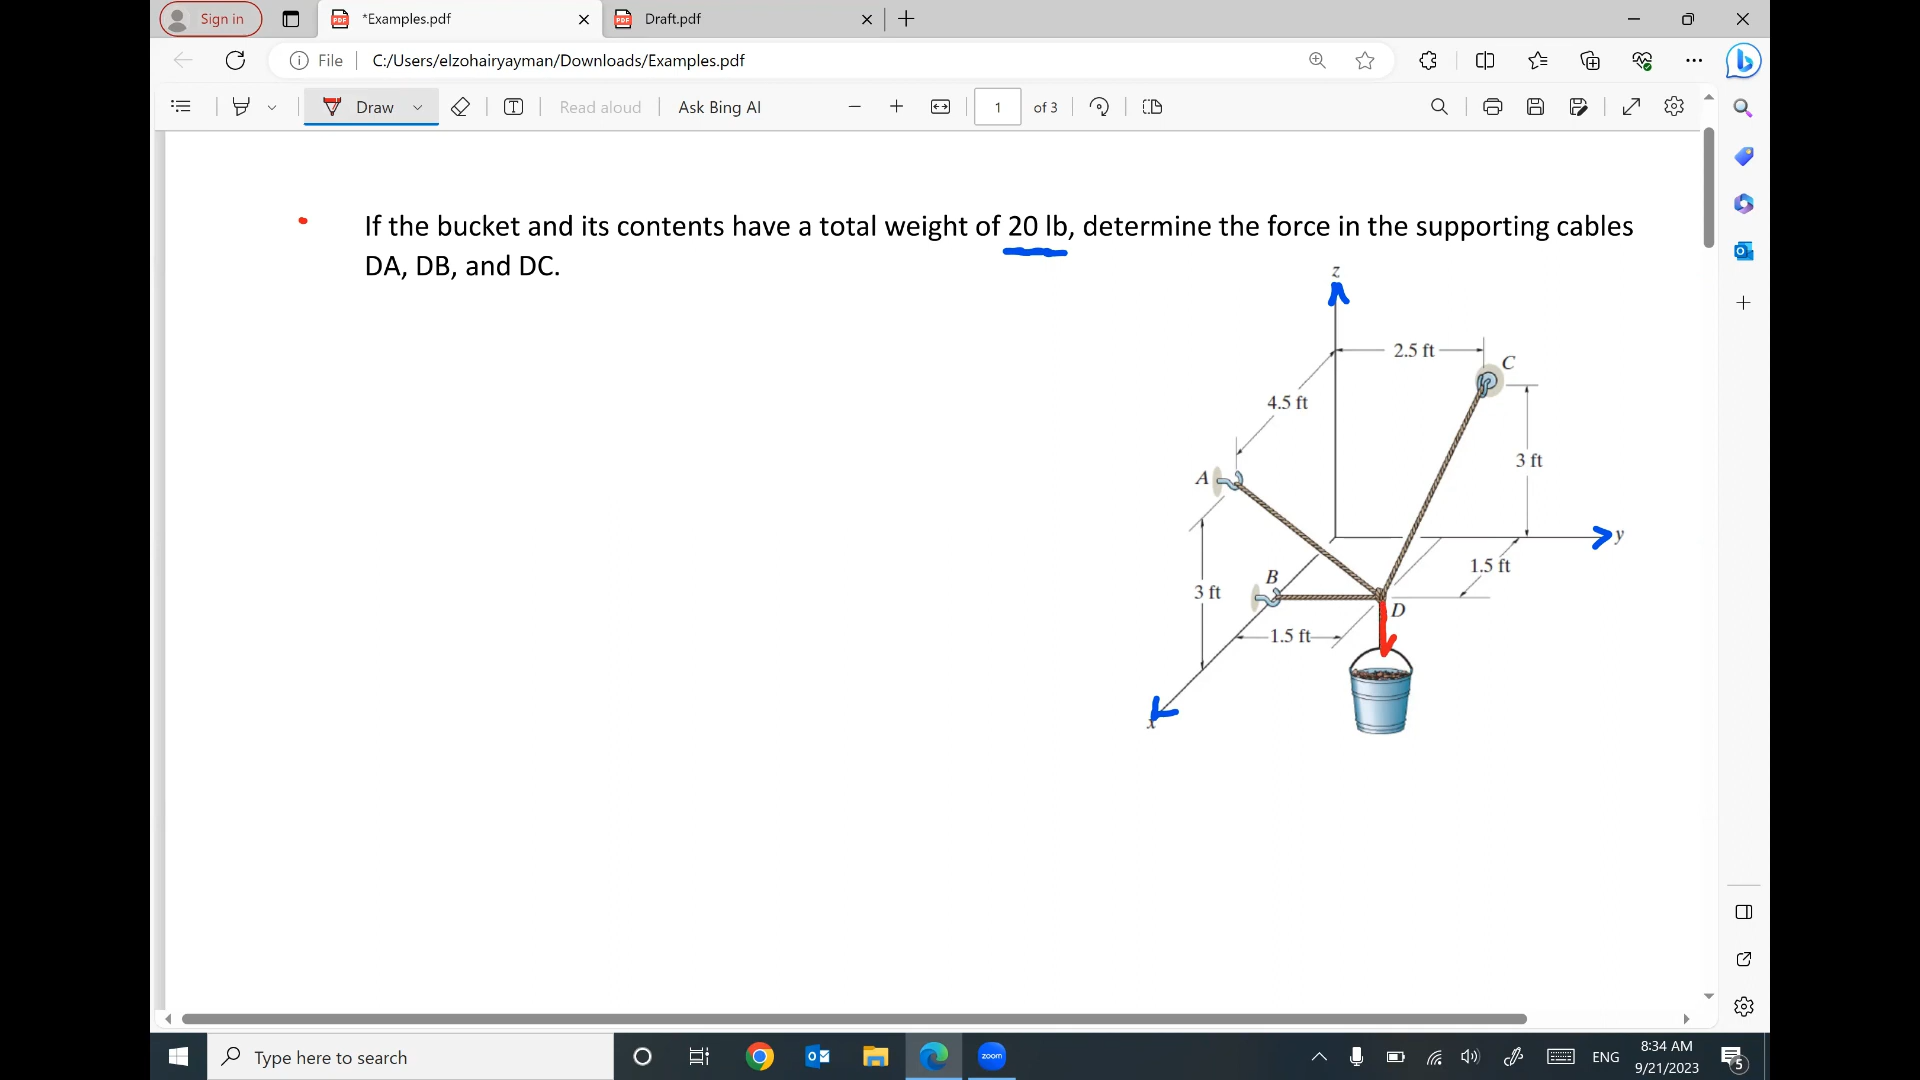 Sign in
*Examples.pdf
Draft.pdf
File
C:/Users/elzohairyayman/Downloads/Examples.pdf
Draw
Read aloud
Ask Bing AI
1
of 3
If the bucket and its contents have a total weight of 20 lb, determine the force in the supporting cables
DA, DB, and DC.
z
2.5 ft
C
4.5 ft
3 ft
A
y
1.5 ft
B
3 ft
D
1.5 ft
x
Type here to search
zoom
ENG
8:34 AM
9/21/2023
5